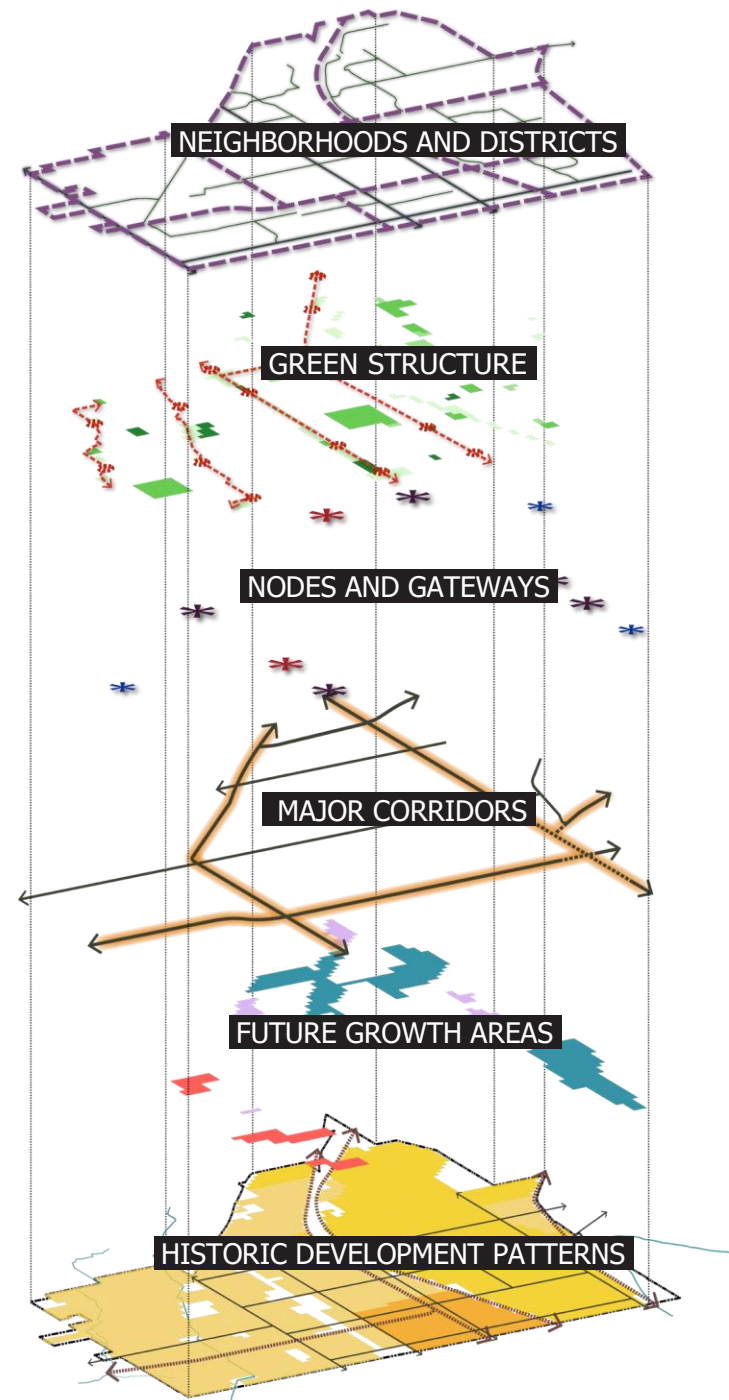 NEIGHBORHOODS AND DISTRICTS
GREEN STRUCTURE
NODES AND GATEWAYS
MAJOR CORRIDORS
FUTURE GROWTH AREAS
HISTORIC DEVELOPMENT PATTERNS